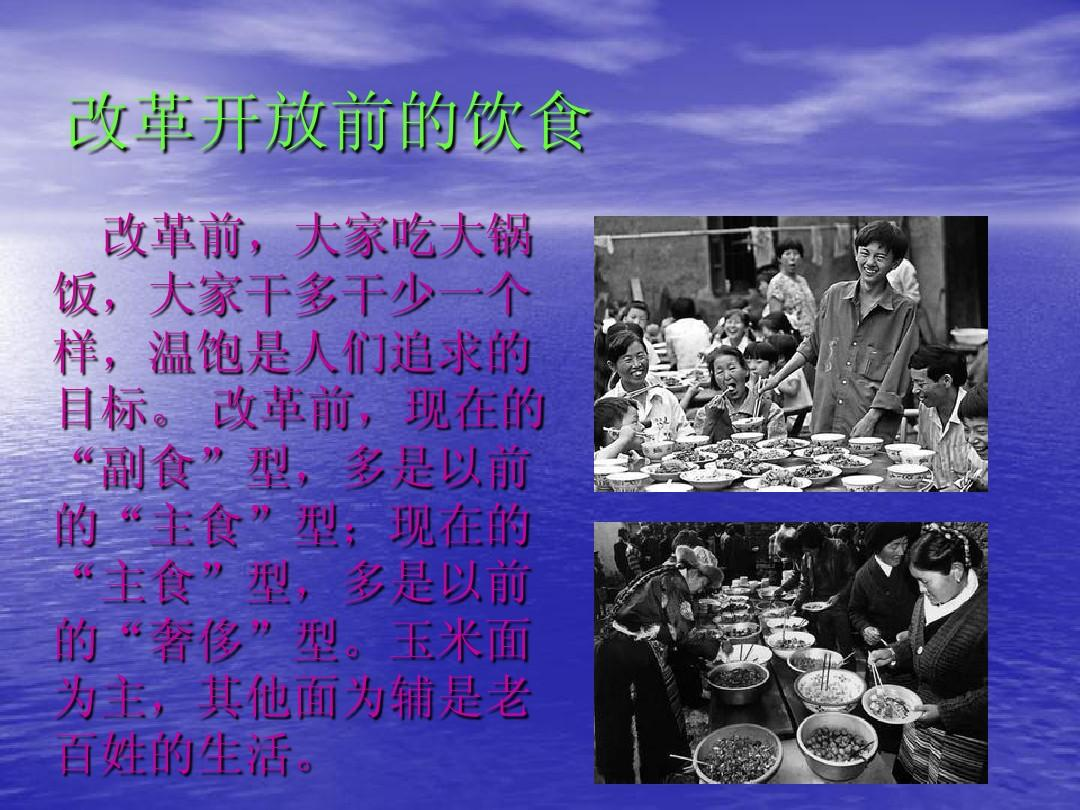 改革开放前的饮食
改革前，大家吃大锅
饭，大家干多干少一个
样，温饱是人们追求的
目标。 改革前，现在的
“副食”型，多是以前
的“主食”型；现在的
“主食”型，多是以前
的“奢侈”型。玉米面
为主，其他面为辅是老
百姓的生活。